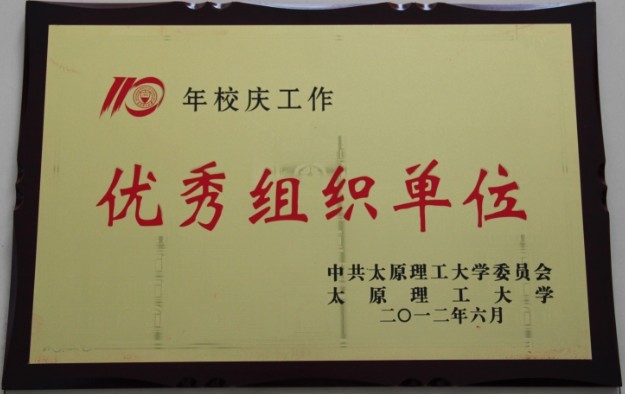 110年校庆工作
优秀组织单位
中共太原理工大学委员会
太原理工大学
二〇一二年六月